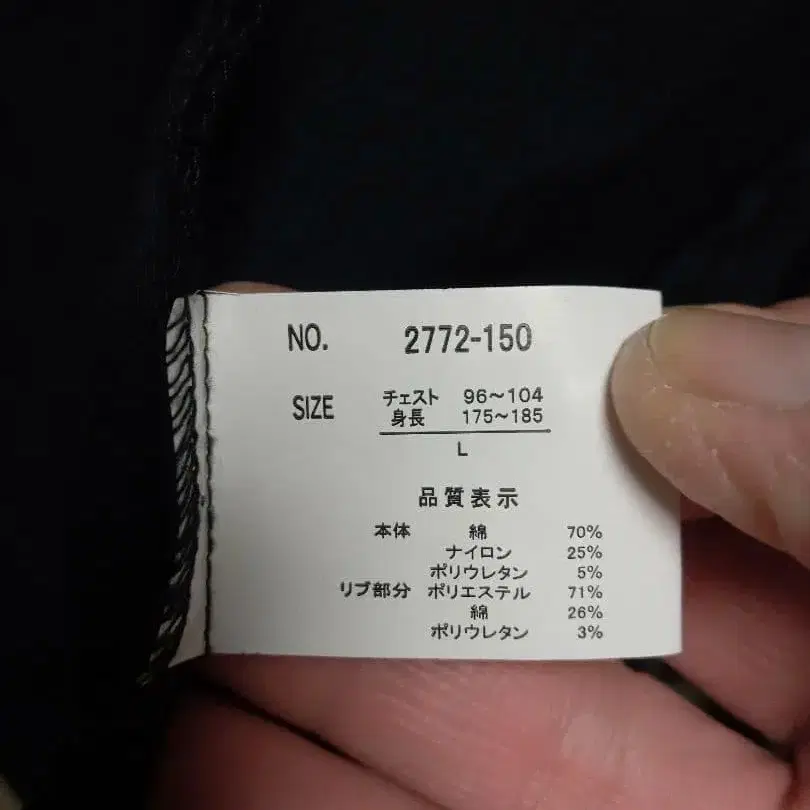 NO. 2772-150
SIZE チェスト 96～104
身長 175～185
L
品質表示
本体 綿 70%
ナイロン 25%
ポリウレタン 5%
リブ部分 ポリエステル 71%
綿 26%
ポリウレタン 3%